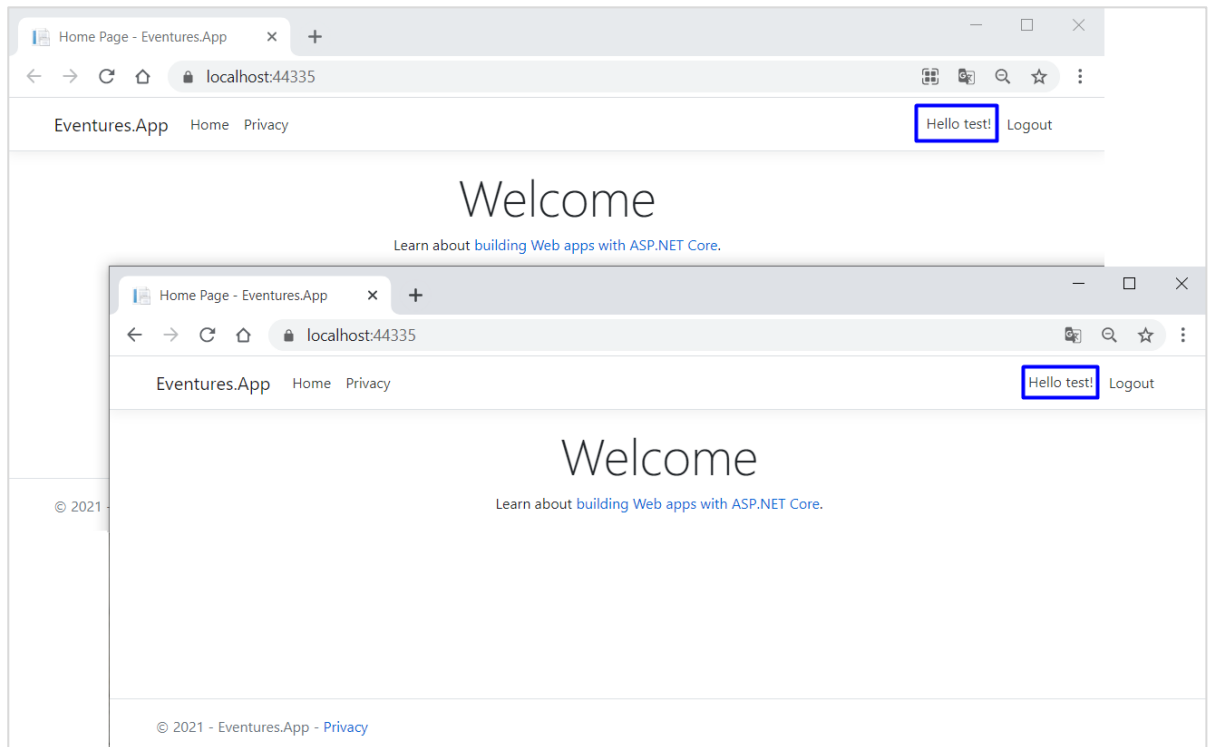 Home Page - Eventures.App
localhost:44335
Eventures.App Home Privacy Hello test! Logout
Welcome
Learn about building Web apps with ASP.NET Core.
© 2021 -
Home Page - Eventures.App
localhost:44335
Eventures.App Home Privacy Hello test! Logout
Welcome
Learn about building Web apps with ASP.NET Core.
© 2021 - Eventures.App - Privacy